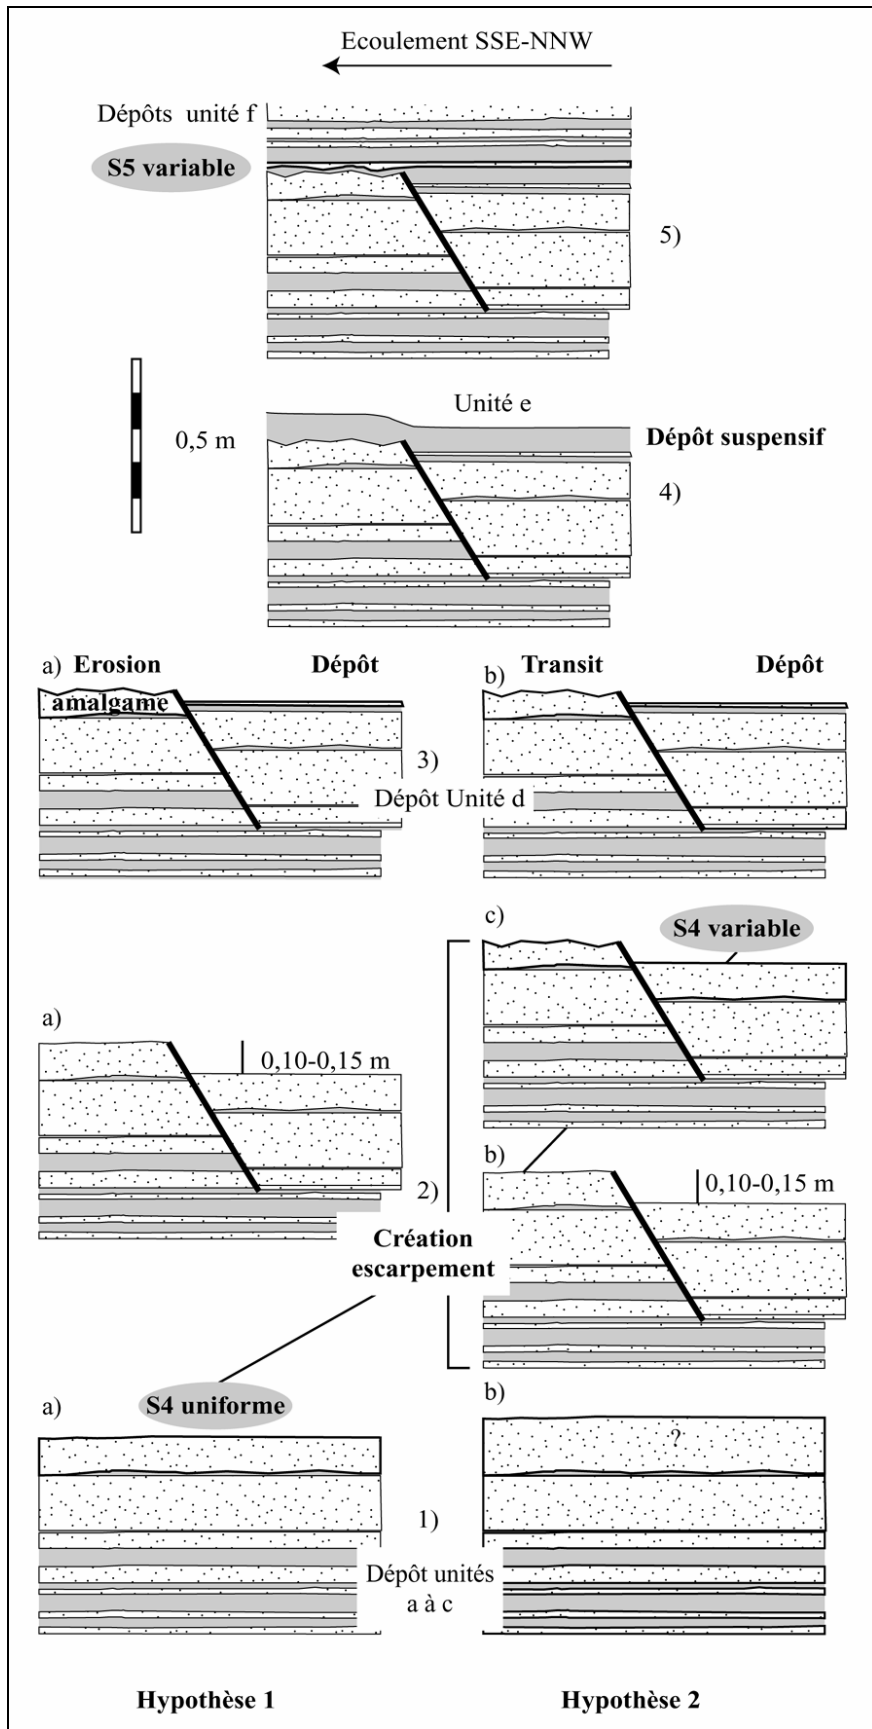 Ecoulement SSE-NNW
Dépôts unité f
S5 variable
5)
Unité e
0,5 m
Dépôt suspensif
4)
a) Erosion Dépôt
b) Transit Dépôt
amalgame
3)
Dépôt Unité d
c)
S4 variable
a)
0,10-0,15 m
b)
0,10-0,15 m
2)
Création
escarpement
a)
S4 uniforme
b)
?
1)
Dépôt unités
a à c
Hypothèse 1
Hypothèse 2